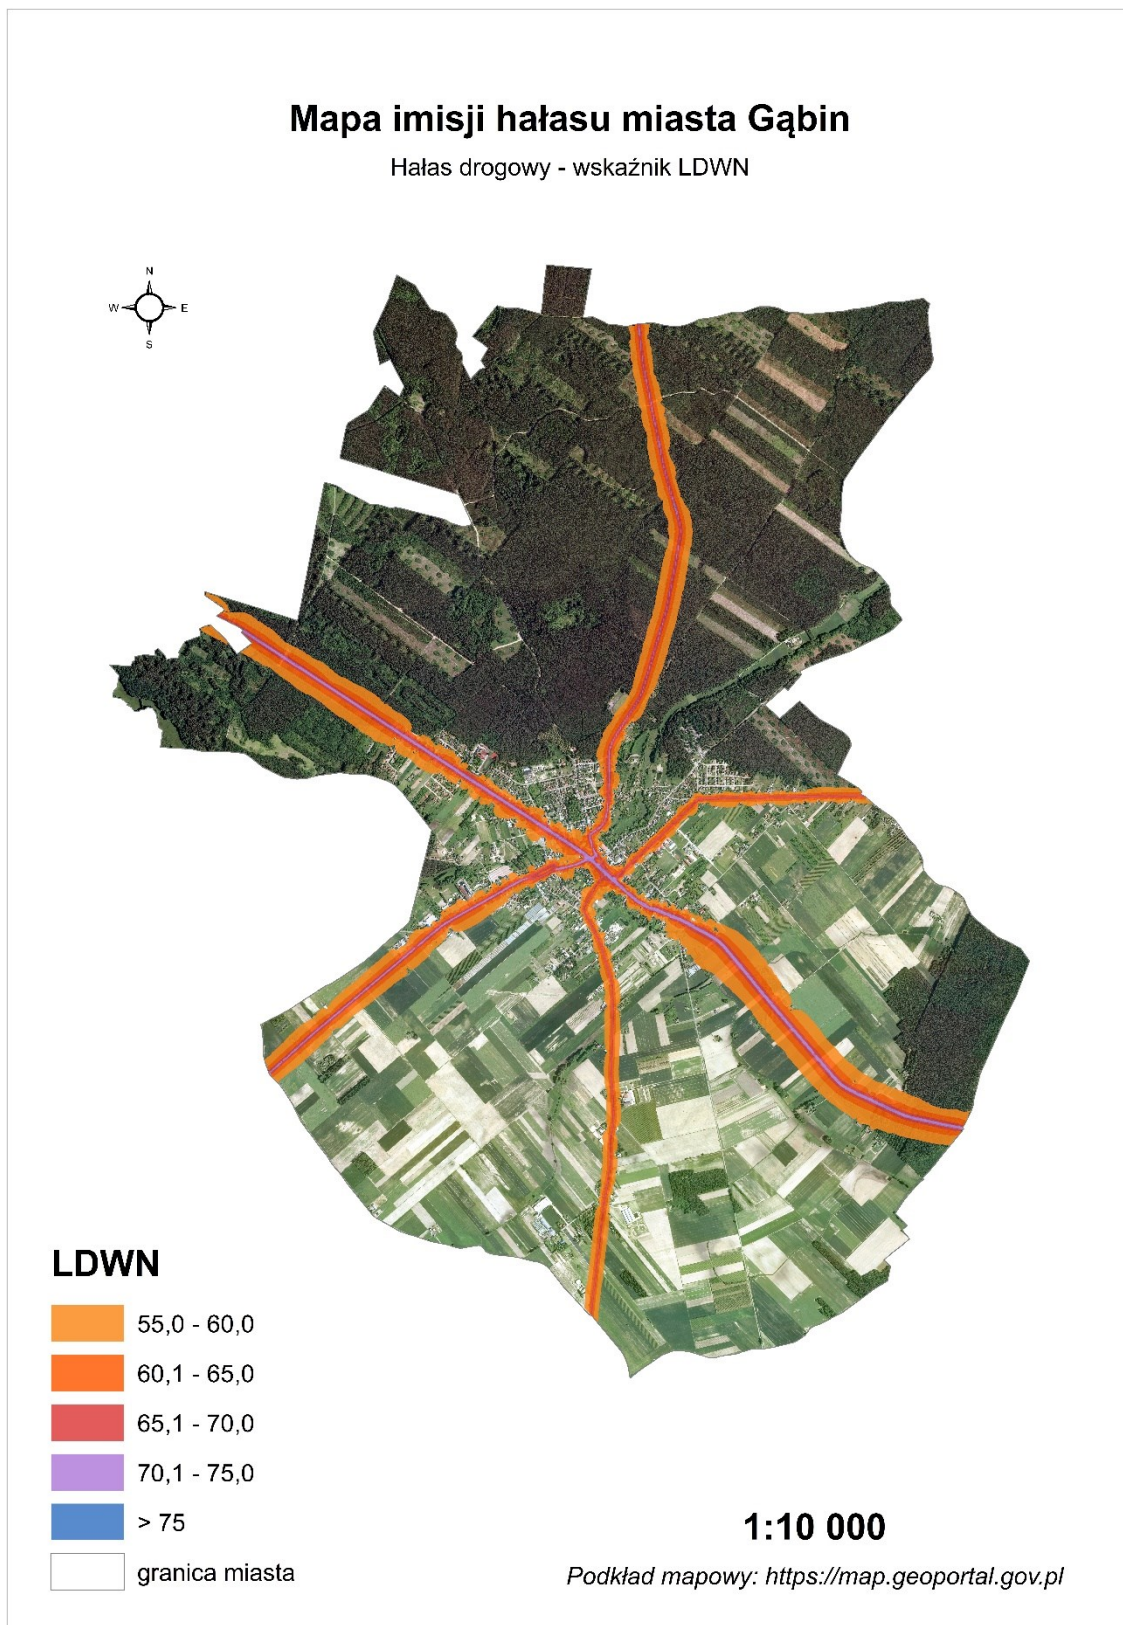 Mapa imisji hałasu miasta Gąbin
Hałas drogowy - wskaźnik LDWN
N
W E
S
LDWN
55,0 - 60,0
60,1 - 65,0
65,1 - 70,0
70,1 - 75,0
> 75
granica miasta
1:10 000
Podkład mapowy: https://map.geoportal.gov.pl